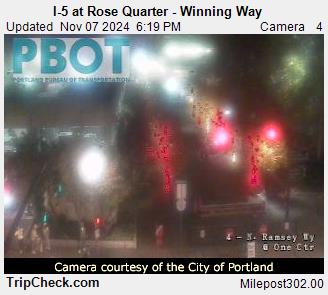 I-5 at Rose Quarter - Winning Way
Updated Nov 07 2024 6:19 PM Camera 4
PBOT
PORTLAND BUREAU OF TRANSPORTATION
4 - N. Ramsey Wy
@ One Ctr
Camera courtesy of the City of Portland
TripCheck.com Milepost302.00